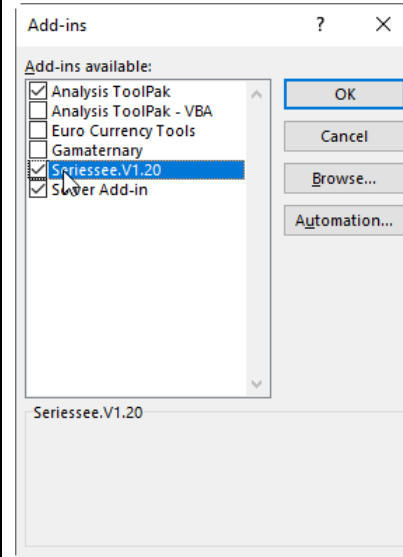 Add-ins ? ×
Add-ins available:
Analysis ToolPak
Analysis ToolPak - VBA
Euro Currency Tools
Gamaternary
Seriessee.V1.20
Solver Add-in
OK
Cancel
Browse...
Automation...
Seriessee.V1.20